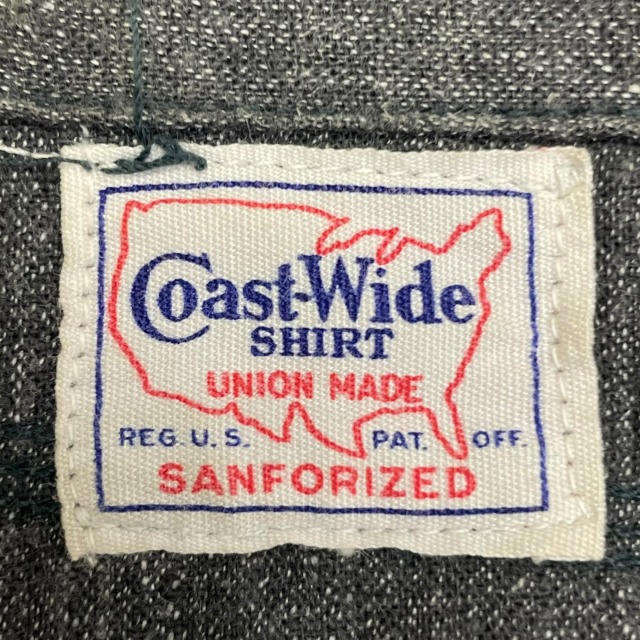 Coast-Wide
SHIRT
UNION MADE
REG. U.S. PAT. OFF.
SANFORIZED